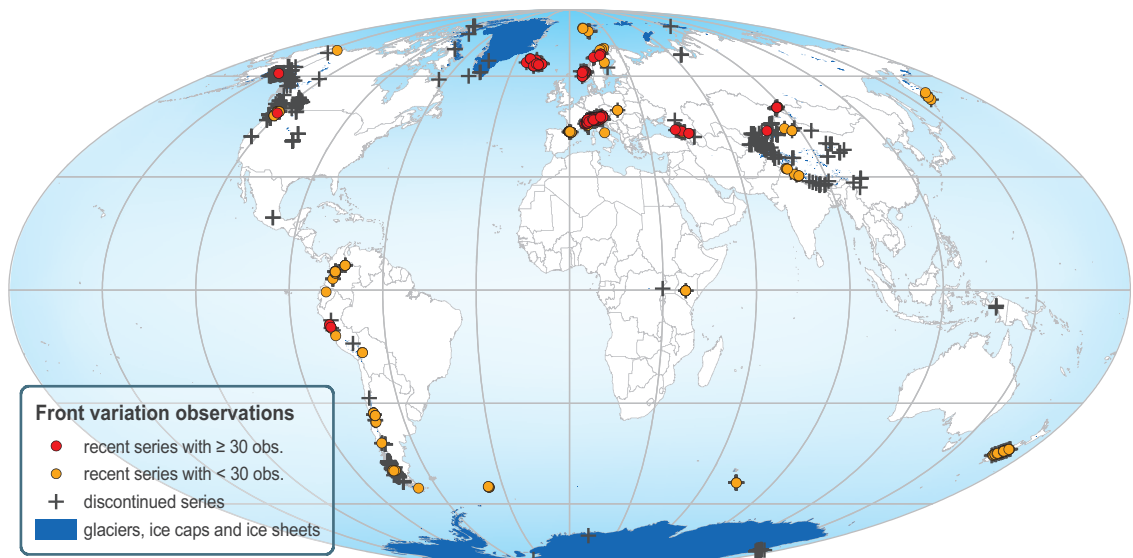 Front variation observations
recent series with ≥ 30 obs.
recent series with < 30 obs.
discontinued series
glaciers, ice caps and ice sheets